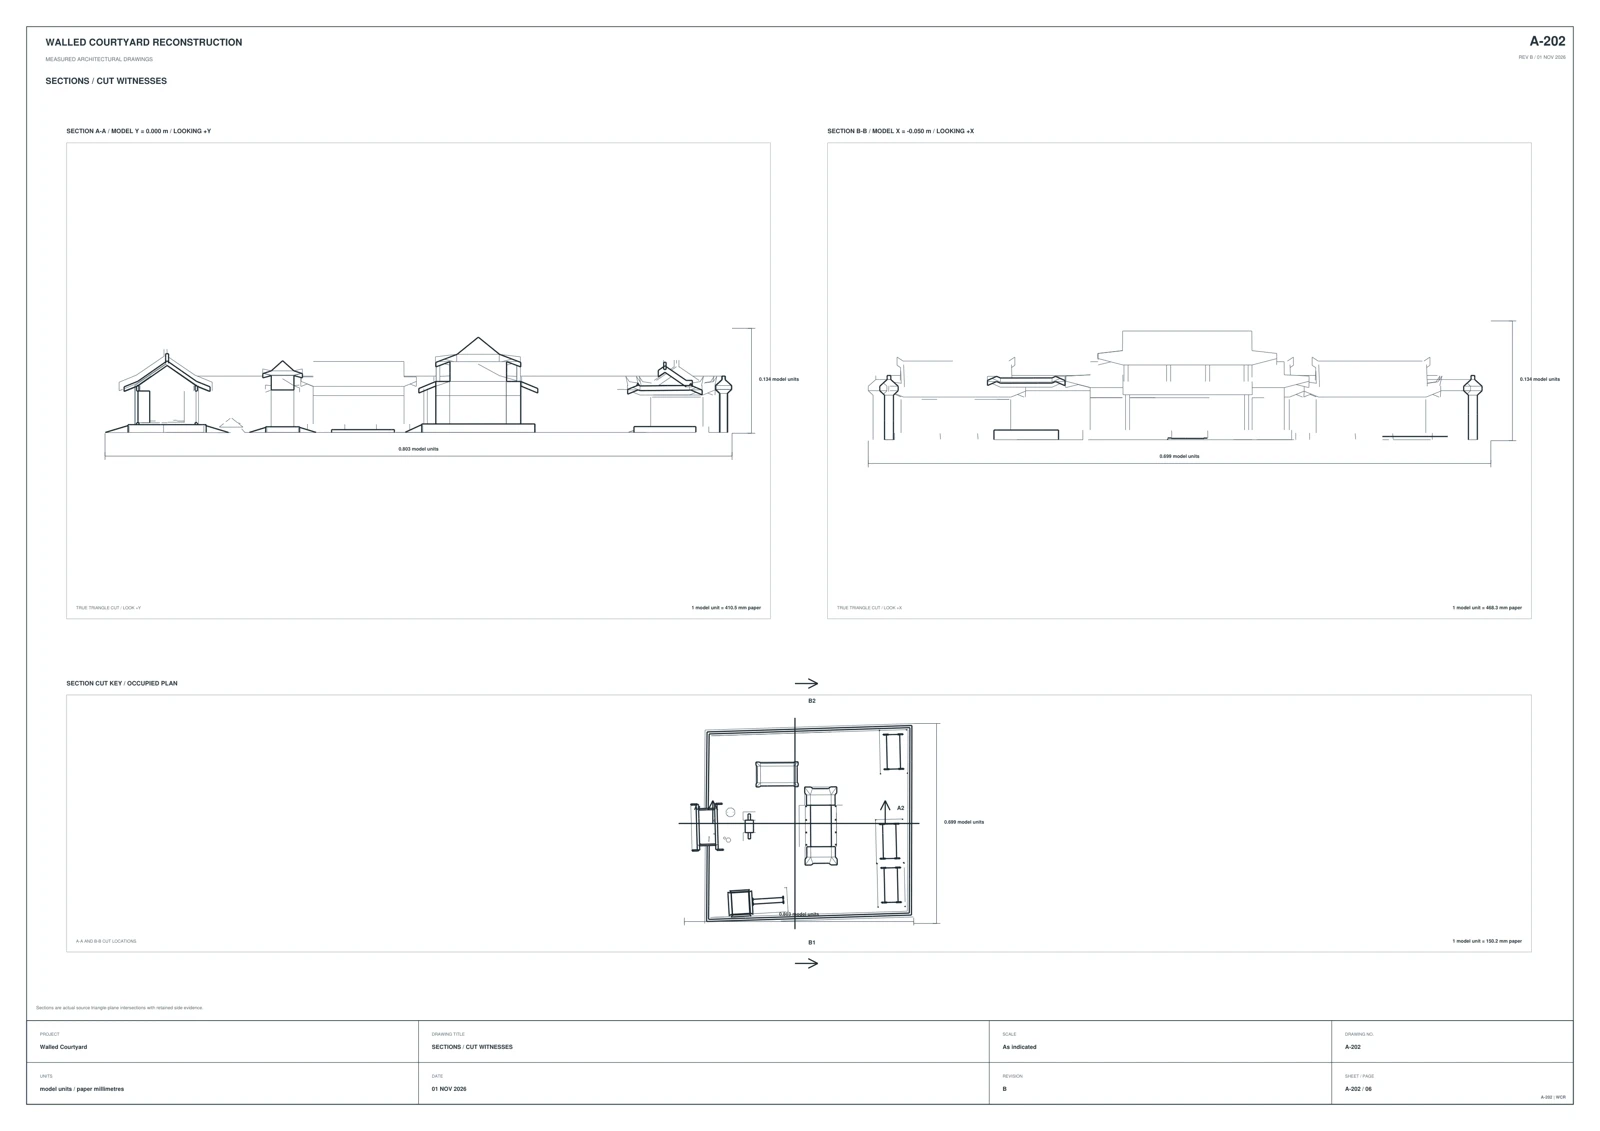 WALLED COURTYARD RECONSTRUCTION
A-202
MEASURED ARCHITECTURAL DRAWINGS
REV B / 01 NOV 2026
SECTIONS / CUT WITNESSES
SECTION A-A / MODEL Y = 0.000 m / LOOKING +Y
SECTION B-B / MODEL X = -0.050 m / LOOKING +X
0.134 model units
0.134 model units
0.803 model units
0.699 model units
TRUE TRIANGLE CUT / LOOK +Y
1 model unit = 410.5 mm paper
TRUE TRIANGLE CUT / LOOK +X
1 model unit = 468.3 mm paper
SECTION CUT KEY / OCCUPIED PLAN
B2
A2
0.699 model units
0.803 model units
B1
A-A AND B-B CUT LOCATIONS
1 model unit = 150.2 mm paper
Sections are actual source triangle-plane intersections with retained side evidence.
PROJECT
Walled Courtyard
DRAWING TITLE
SECTIONS / CUT WITNESSES
SCALE
As indicated
DRAWING NO.
A-202
UNITS
model units / paper millimetres
DATE
01 NOV 2026
REVISION
B
SHEET / PAGE
A-202 / 06
A-202 / WCR